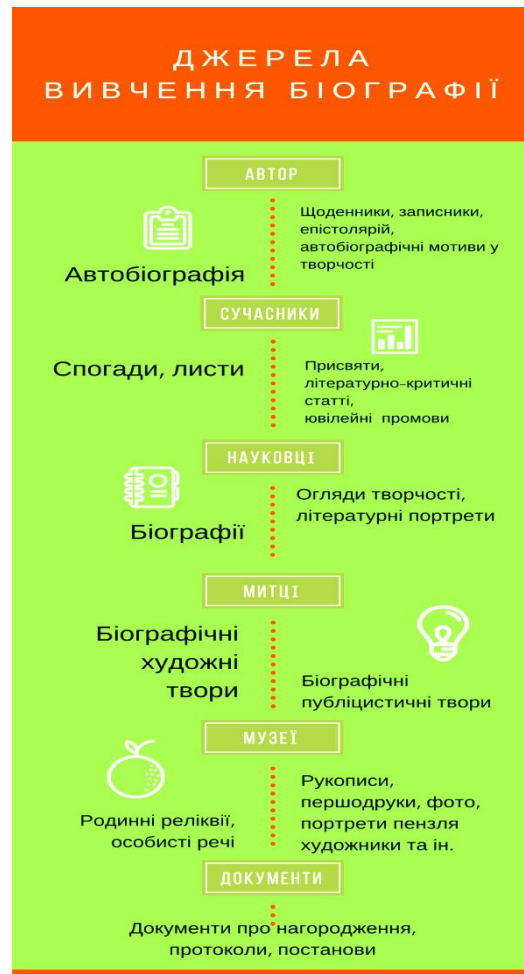 ДЖЕРЕЛА
ВИВЧЕННЯ БІОГРАФІЇ
АВТОР
Автобіографія
Щоденники, записники,
епістолярій,
автобіографічні мотиви у
творчості
СУЧАСНИКИ
Спогади, листи
Присвяти,
літературно-критичні
статті,
ювілейні промови
НАУКОВЦІ
Біографії
Огляди творчості,
літературні портрети
МИТЦІ
Біографічні
художні
твори
Біографічні
публіцистичні твори
МУЗЕЇ
Родинні реліквії,
особисті речі
Рукописи,
першодруки, фото,
портрети пензля
художники та ін.
ДОКУМЕНТИ
Документи про нагородження,
протоколи, постанови